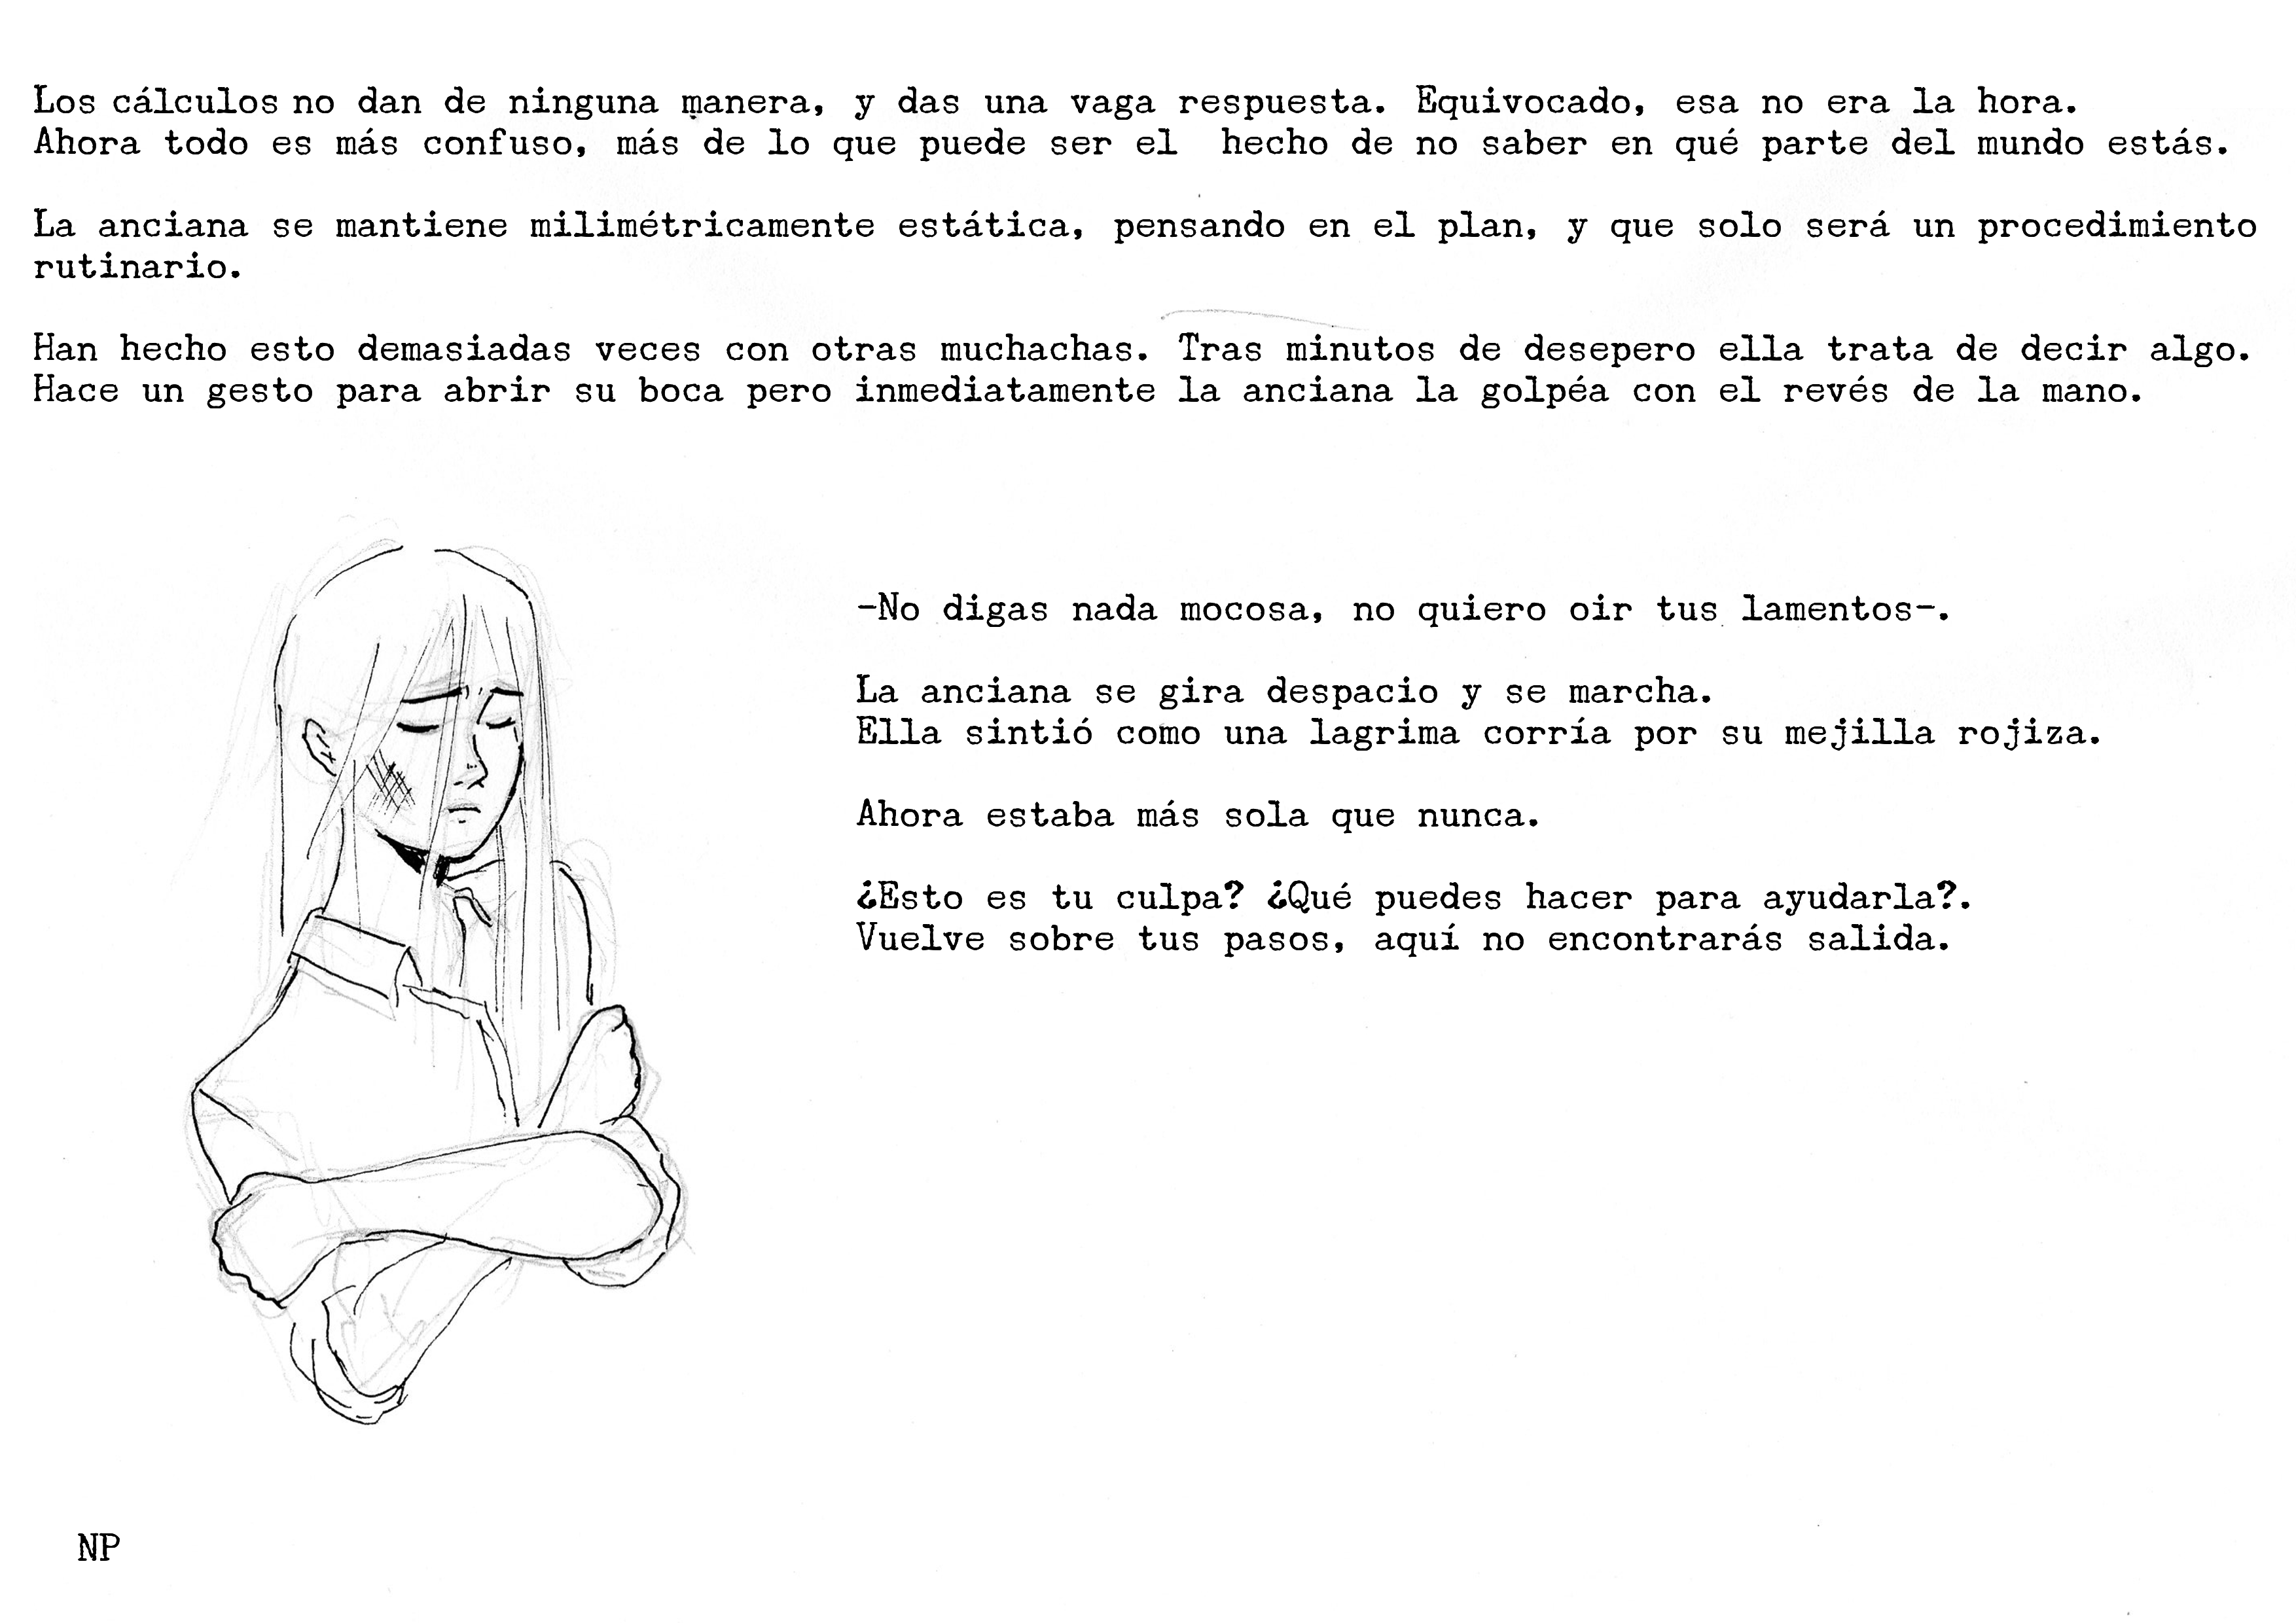 Los cálculos no dan de ninguna manera, y das una vaga respuesta. Equivocado, esa no era la hora.
Ahora todo es más confuso, más de lo que puede ser el hecho de no saber en qué parte del mundo estás.
La anciana se mantiene milimétricamente estática, pensando en el plan, y que solo será un procedimiento
rutinario.
Han hecho esto demasiadas veces con otras muchachas. Tras minutos de desepero ella trata de decir algo.
Hace un gesto para abrir su boca pero inmediatamente la anciana la golpéa con el revés de la mano.
-No digas nada mocosa, no quiero oir tus lamentos-.
La anciana se gira despacio y se marcha.
Ella sintió como una lagrima corría por su mejilla rojiza.
Ahora estaba más sola que nunca.
¿Esto es tu culpa? ¿Qué puedes hacer para ayudarla?.
Vuelve sobre tus pasos, aquí no encontrarás salida.
NP